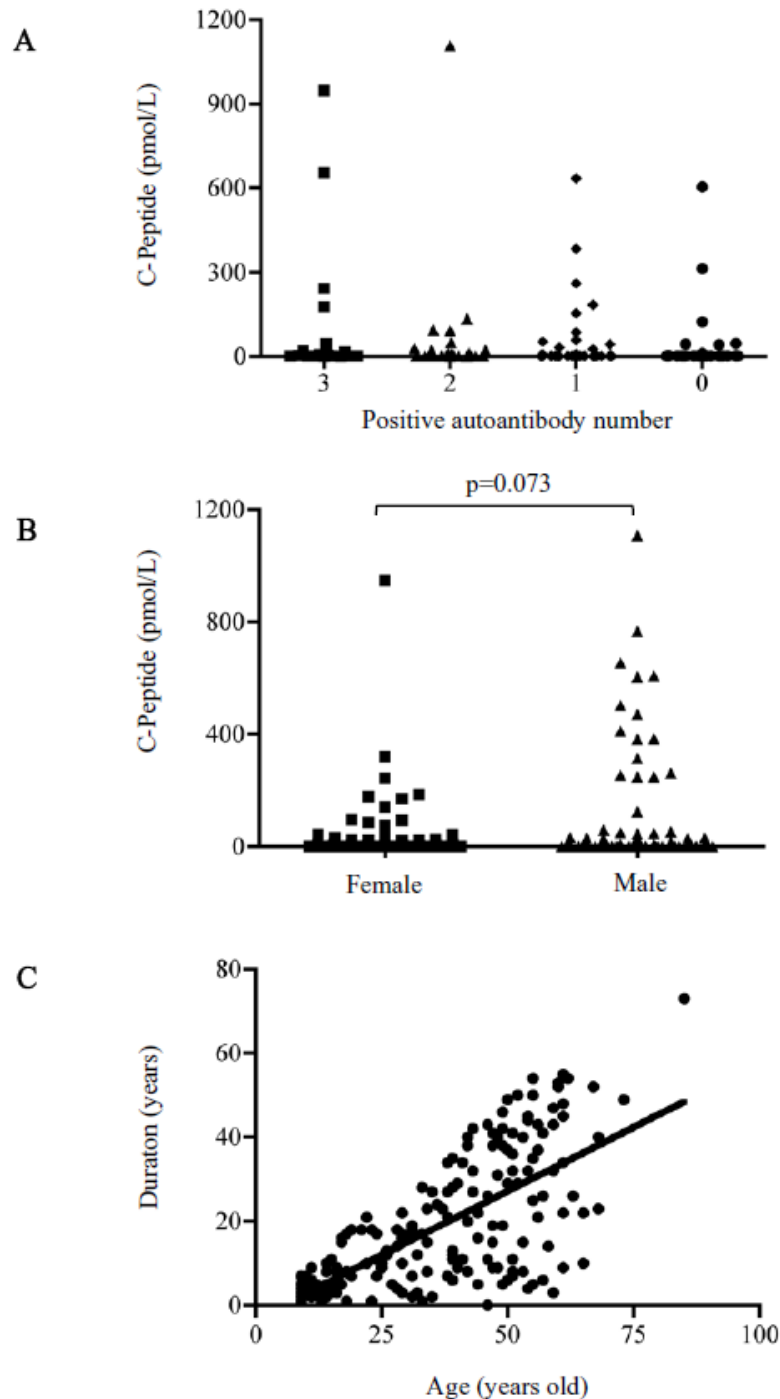 A
C-Peptide (pmol/L)
1200
900
600
300
0
3 2 1 0
Positive autoantibody number
B
p=0.073
C-Peptide (pmol/L)
1200
800
400
0
Female Male
C
Duraton (years)
80
60
40
20
0
0 25 50 75 100
Age (years old)